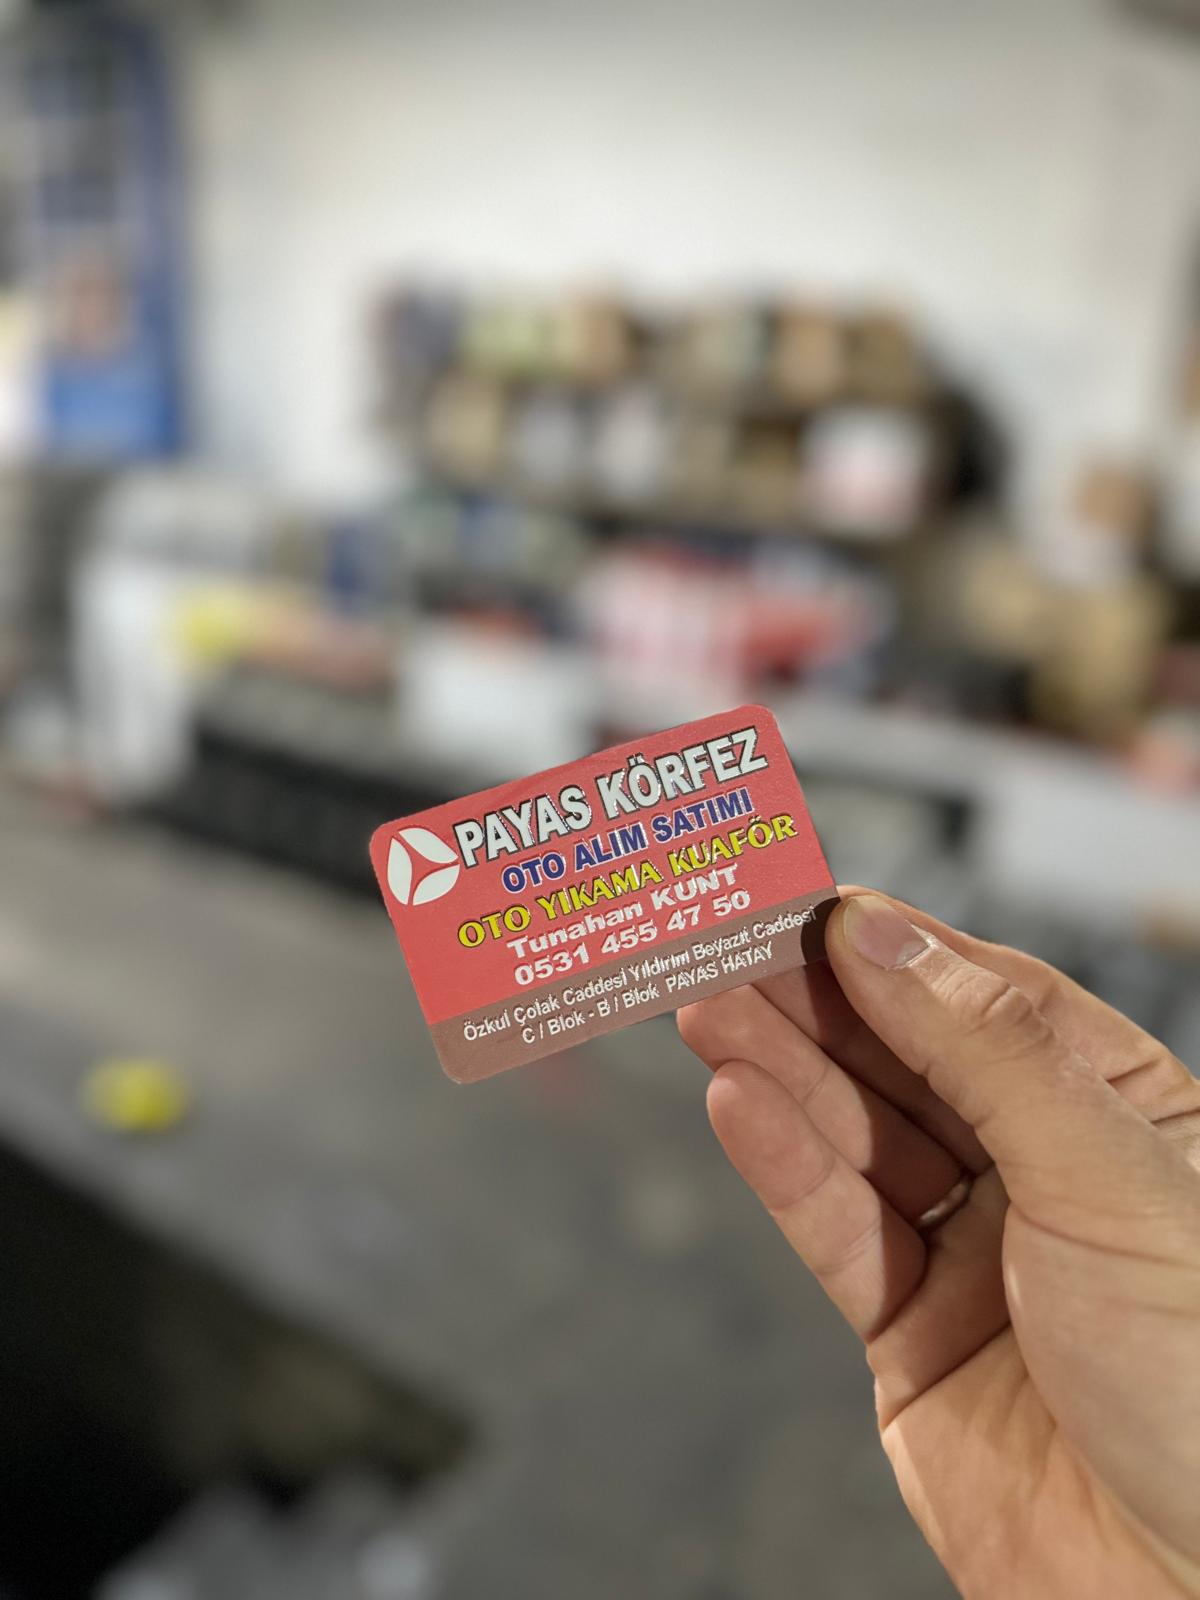 PAYAS KÖRFEZ
OTO ALIM SATIMI
OTO YIKAMA KUAFÖR
Tunahan KUNT
0531 455 47 50
Özkul Çolak Caddesi Yıldırım Beyazıt Caddesi
C / Blok - B / Blok PAYAS HATAY